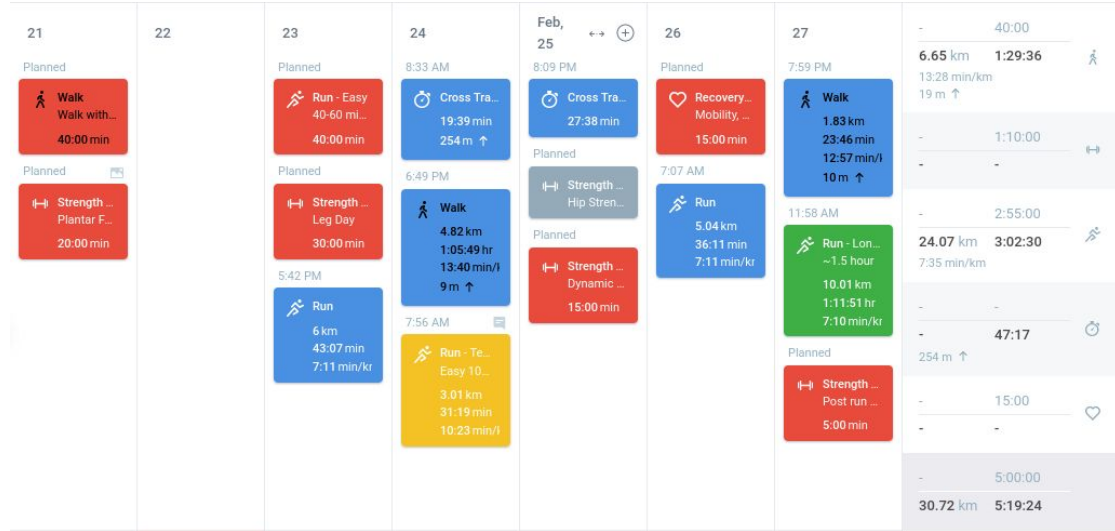 21
Planned
Walk
Walk with...
40:00 min
Planned
Strength ...
Plantar F...
20:00 min
22
23
Planned
Run - Easy
40-60 mi...
40:00 min
Planned
Strength ...
Leg Day
30:00 min
5:42 PM
Run
6 km
43:07 min
7:11 min/kr
24
8:33 AM
Cross Tra...
19:39 min
254 m ↑
6:49 PM
Walk
4.82 km
1:05:49 hr
13:40 min/l
9 m ↑
7:56 AM
Run - Te...
Easy 10...
3.01 km
31:19 min
10:23 min/l
Feb,
25
8:09 PM
Cross Tra...
27:38 min
Planned
Strength ...
Hip Stren...
Planned
Strength ...
Dynamic ...
15:00 min
26
Planned
Recovery...
Mobility, ...
15:00 min
7:07 AM
Run
5.04 km
36:11 min
7:11 min/kr
27
7:59 PM
Walk
1.83 km
23:46 min
12:57 min/l
10 m ↑
11:58 AM
Run - Lon...
~1.5 hour
10.01 km
1:11:51 hr
7:10 min/kr
Planned
Strength ...
Post run ...
5:00 min
- 40:00
6.65 km 1:29:36
13:28 min/km
19 m ↑
- 1:10:00
- -
- 2:55:00
24.07 km 3:02:30
7:35 min/km
- -
- 47:17
254 m ↑
- 15:00
- -
- 5:00:00
30.72 km 5:19:24